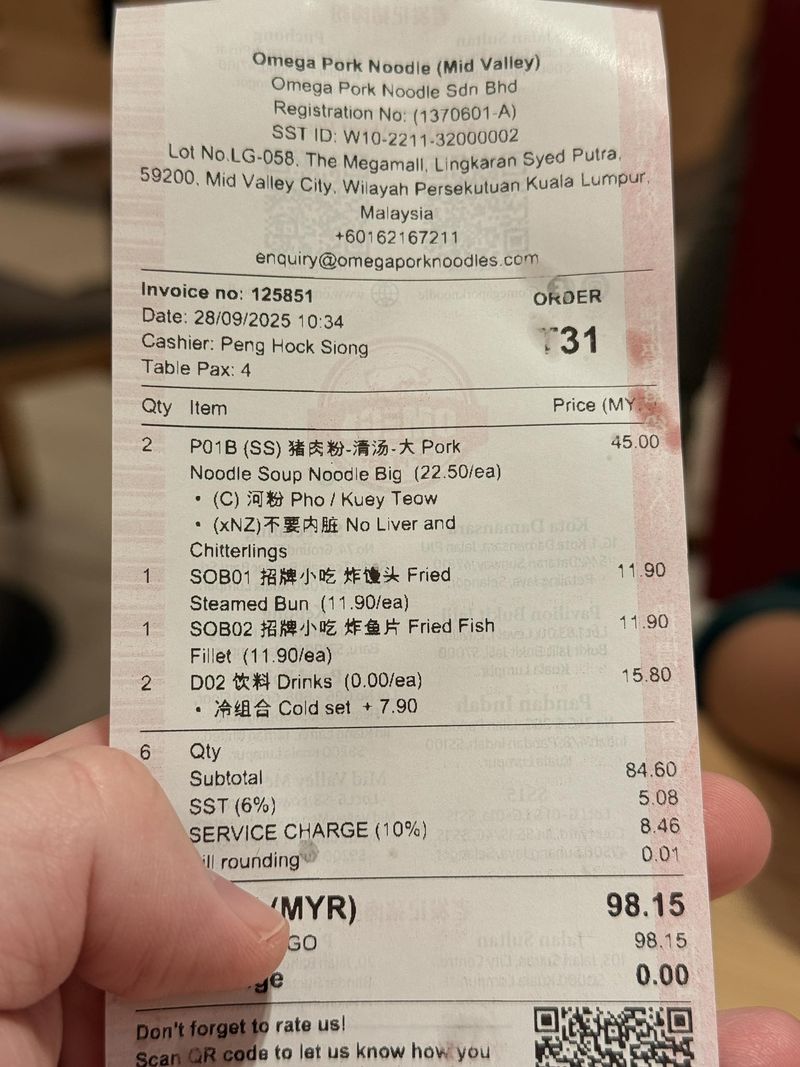 Omega Pork Noodle (Mid Valley)
Omega Pork Noodle Sdn Bhd
Registration No: (1370601-A)
SST ID: W10-2211-32000002
Lot No.LG-058, The Megamall, Lingkaran Syed Putra,
59200, Mid Valley City, Wilayah Persekutuan Kuala Lumpur,
Malaysia
+60162167211
enquiry@omegaporknoodles.com
Invoice no: 125851
ORDER
Date: 28/09/2025 10:34
T31
Cashier: Peng Hock Siong
Table Pax: 4
Qty Item Price (MY
2 P01B (SS) 猪肉粉-清汤-大 Pork 45.00
Noodle Soup Noodle Big (22.50/ea)
• (C) 河粉 Pho / Kuey Teow
• (xNZ)不要内脏 No Liver and
Chitterlings
1 SOB01 招牌小吃 炸馒头 Fried 11.90
Steamed Bun (11.90/ea)
1 SOB02 招牌小吃 炸鱼片 Fried Fish 11.90
Fillet (11.90/ea)
2 D02 饮料 Drinks (0.00/ea) 15.80
• 冷组合 Cold set + 7.90
6 Qty
Subtotal 84.60
SST (6%) 5.08
SERVICE CHARGE (10%) 8.46
ill rounding 0.01
(MYR) 98.15
GO 98.15
ge 0.00
Don't forget to rate us!
Scan QR code to let us know how you